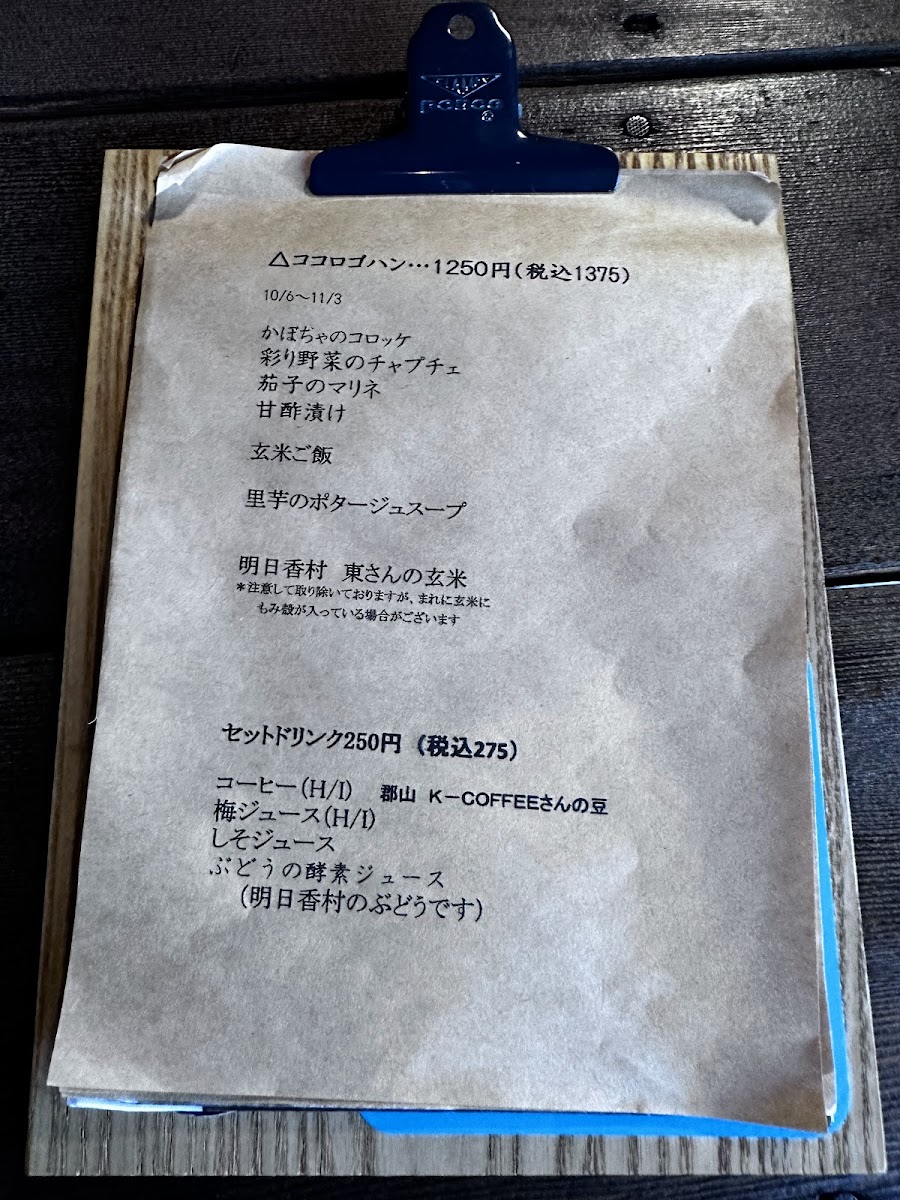 penco
®
△ココロゴハン…1250円(税込1375)
10/6～11/3
かぼちゃのコロッケ
彩り野菜のチャプチェ
茄子のマリネ
甘酢漬け
玄米ご飯
里芋のポタージュスープ
明日香村 東さんの玄米
*注意して取り除いておりますが、まれに玄米に
もみ殻が入っている場合がございます
セットドリンク250円 (税込275)
コーヒー(H/I) 郡山 K－COFFEEさんの豆
梅ジュース(H/I)
しそジュース
ぶどうの酵素ジュース
(明日香村のぶどうです)